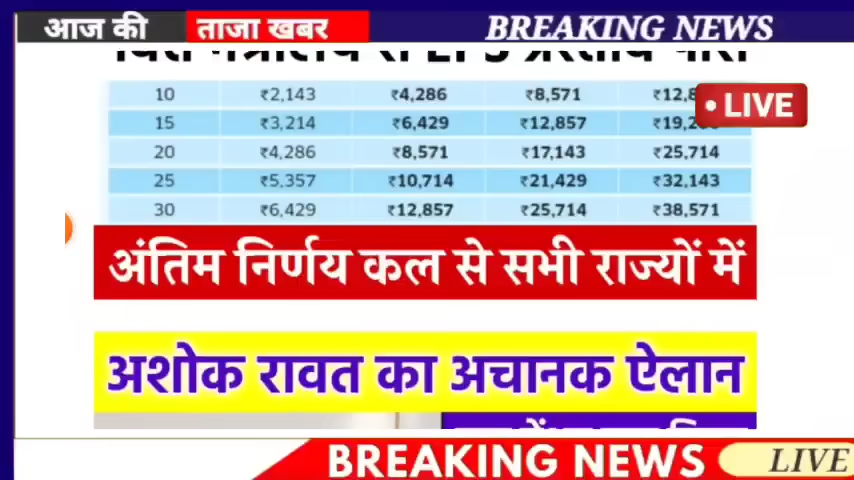 आज की ताजा खबर BREAKING NEWS
10 ₹2,143 ₹4,286 ₹8,571
• LIVE
15 ₹3,214 ₹6,429 ₹12,857
20 ₹4,286 ₹8,571 ₹17,143 ₹25,714
25 ₹5,357 ₹10,714 ₹21,429 ₹32,143
30 ₹6,429 ₹12,857 ₹25,714 ₹38,571
अंतिम निर्णय कल से सभी राज्यों में
अशोक रावत का अचानक ऐलान
BREAKING NEWS LIVE